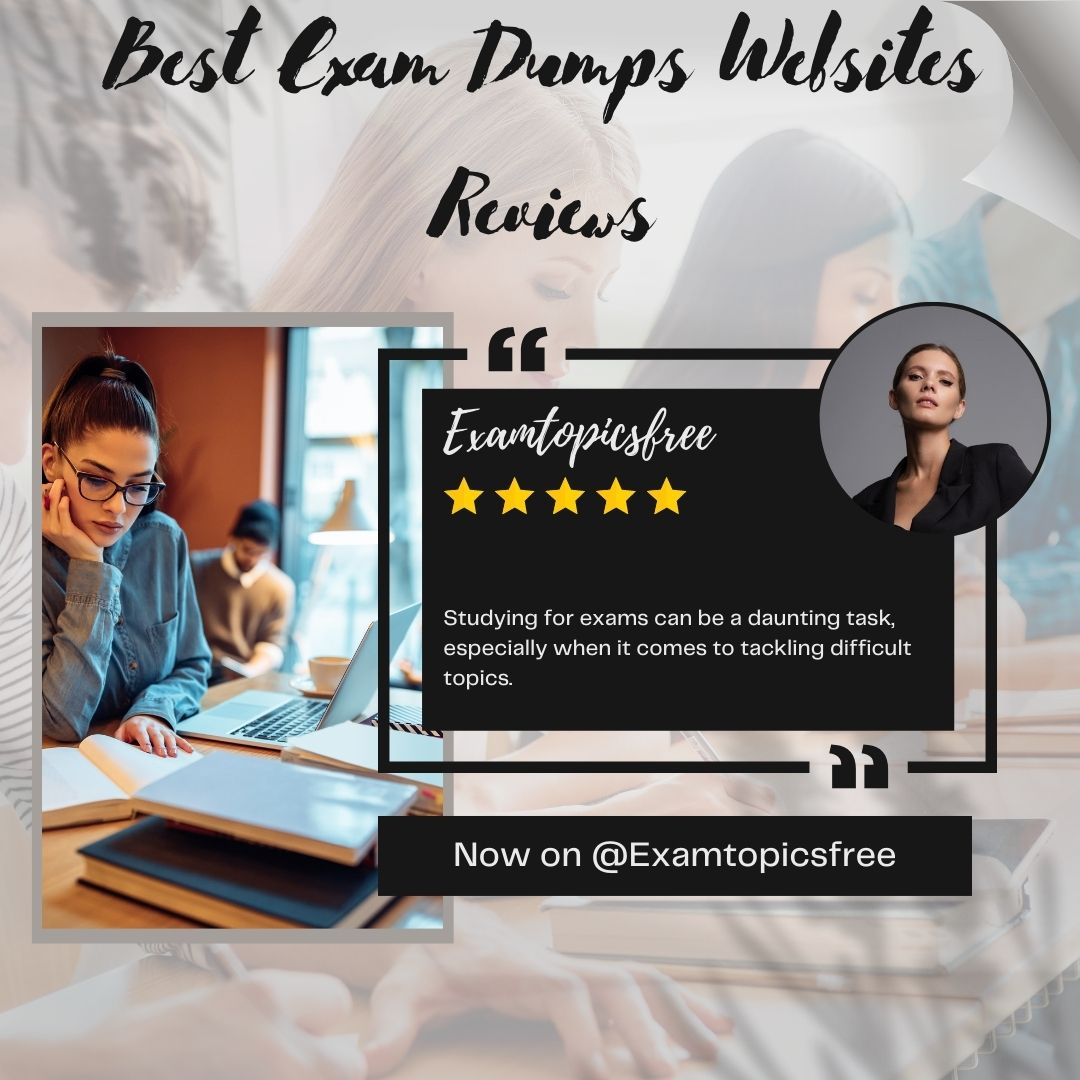 Best Exam Dumps Websites
Reviews
Examtopicsfree
Studying for exams can be a daunting task,
especially when it comes to tackling difficult
topics.
Now on @Examtopicsfree